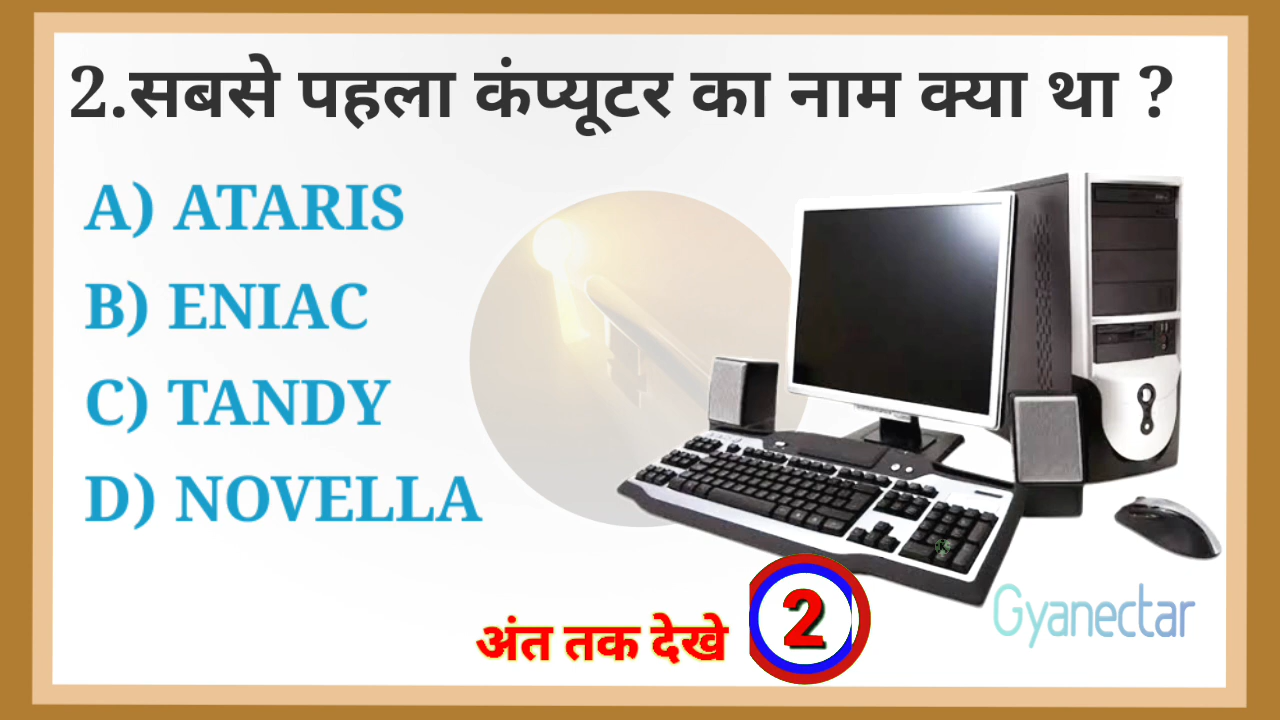 2.सबसे पहला कंप्यूटर का नाम क्या था ?
A) ATARIS
B) ENIAC
C) TANDY
D) NOVELLA
अंत तक देखे
2
Gyanectar